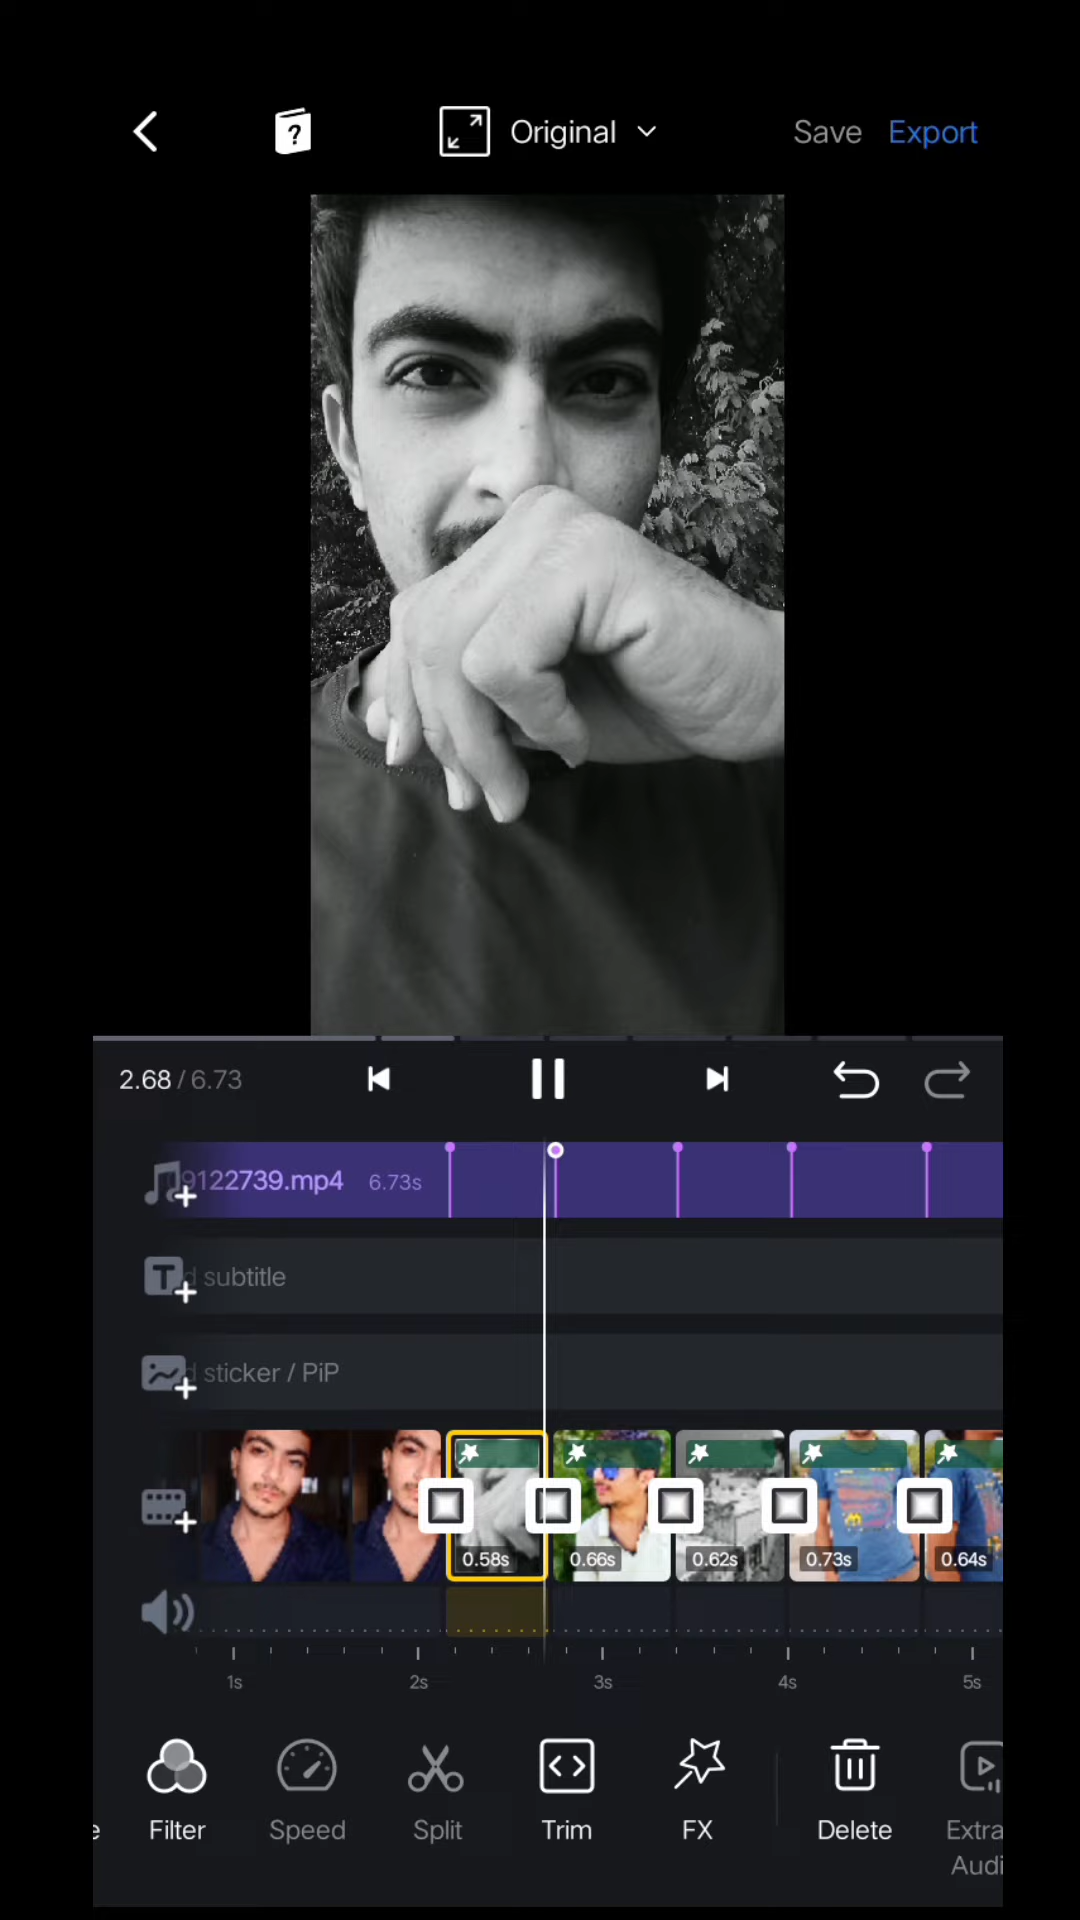 Original
Save
Export
2.68 / 6.73
9122739.mp4 6.73s
d subtitle
d sticker / PiP
0.58s
0.66s
0.62s
0.73s
0.64s
1s
2s
3s
4s
5s
e
Filter
Speed
Split
Trim
FX
Delete
Extra
Audi